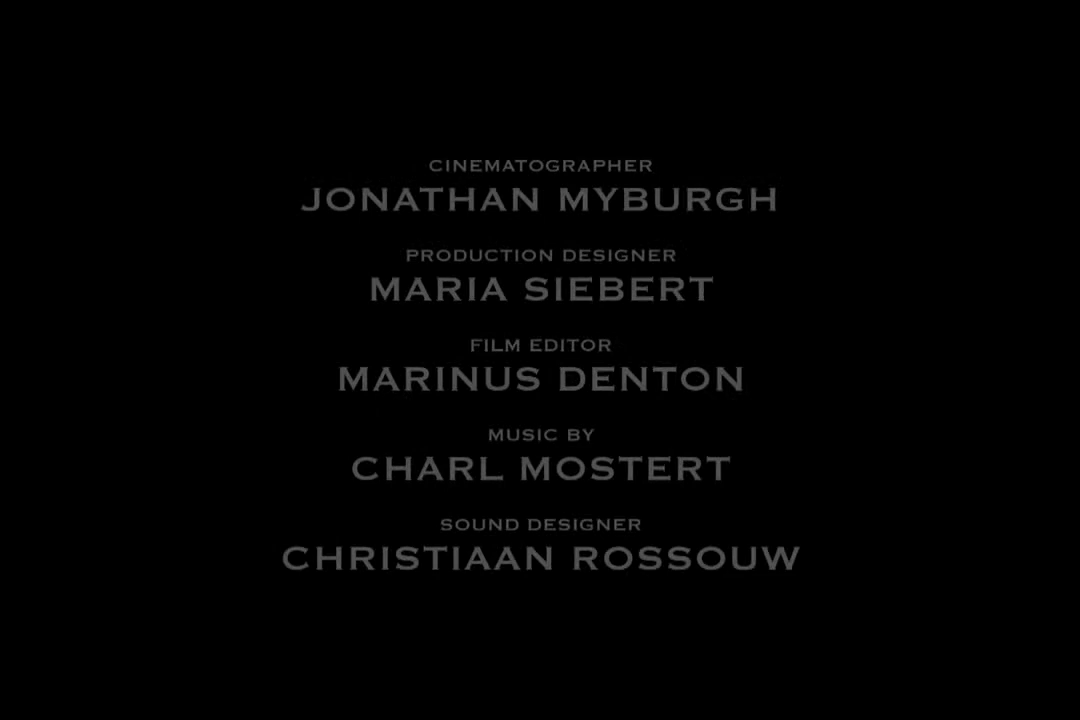 CINEMATOGRAPHER
JONATHAN MYBURGH
PRODUCTION DESIGNER
MARIA SIEBERT
FILM EDITOR
MARINUS DENTON
MUSIC BY
CHARL MOSTERT
SOUND DESIGNER
CHRISTIAAN ROSSOUW